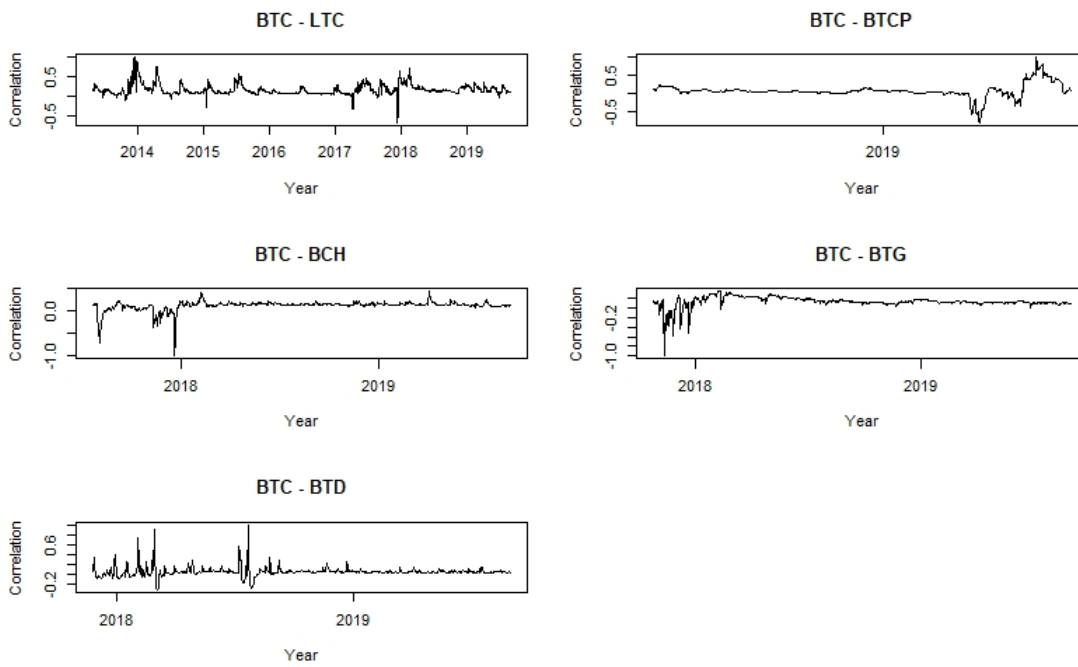 BTC - LTC
Correlation
0.5
-0.5
2014 2015 2016 2017 2018 2019
Year
BTC - BTCP
Correlation
0.5
-0.5
2019
Year
BTC - BCH
Correlation
0.0
-1.0
2018 2019
Year
BTC - BTG
Correlation
-0.2
-1.0
2018 2019
Year
BTC - BTD
Correlation
0.6
-0.2
2018 2019
Year